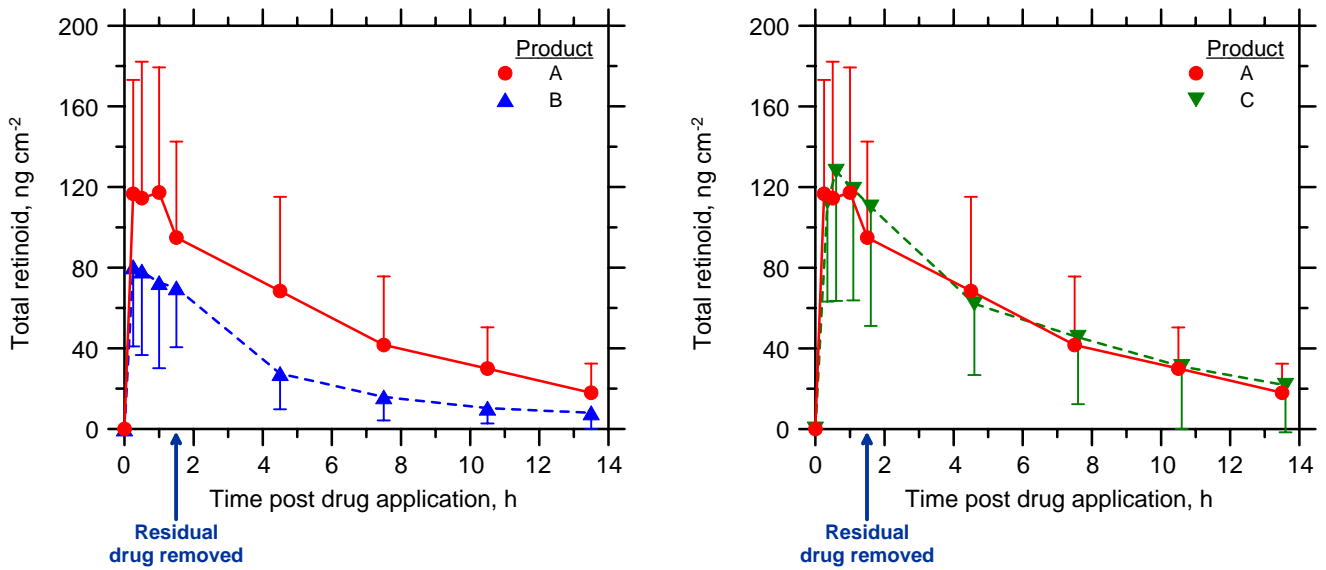 Total retinoid, ng cm⁻²
200
160
120
80
40
0
Product
A
B
0 2 4 6 8 10 12 14
Time post drug application, h
Residual
drug removed
Total retinoid, ng cm⁻²
200
160
120
80
40
0
Product
A
C
0 2 4 6 8 10 12 14
Time post drug application, h
Residual
drug removed